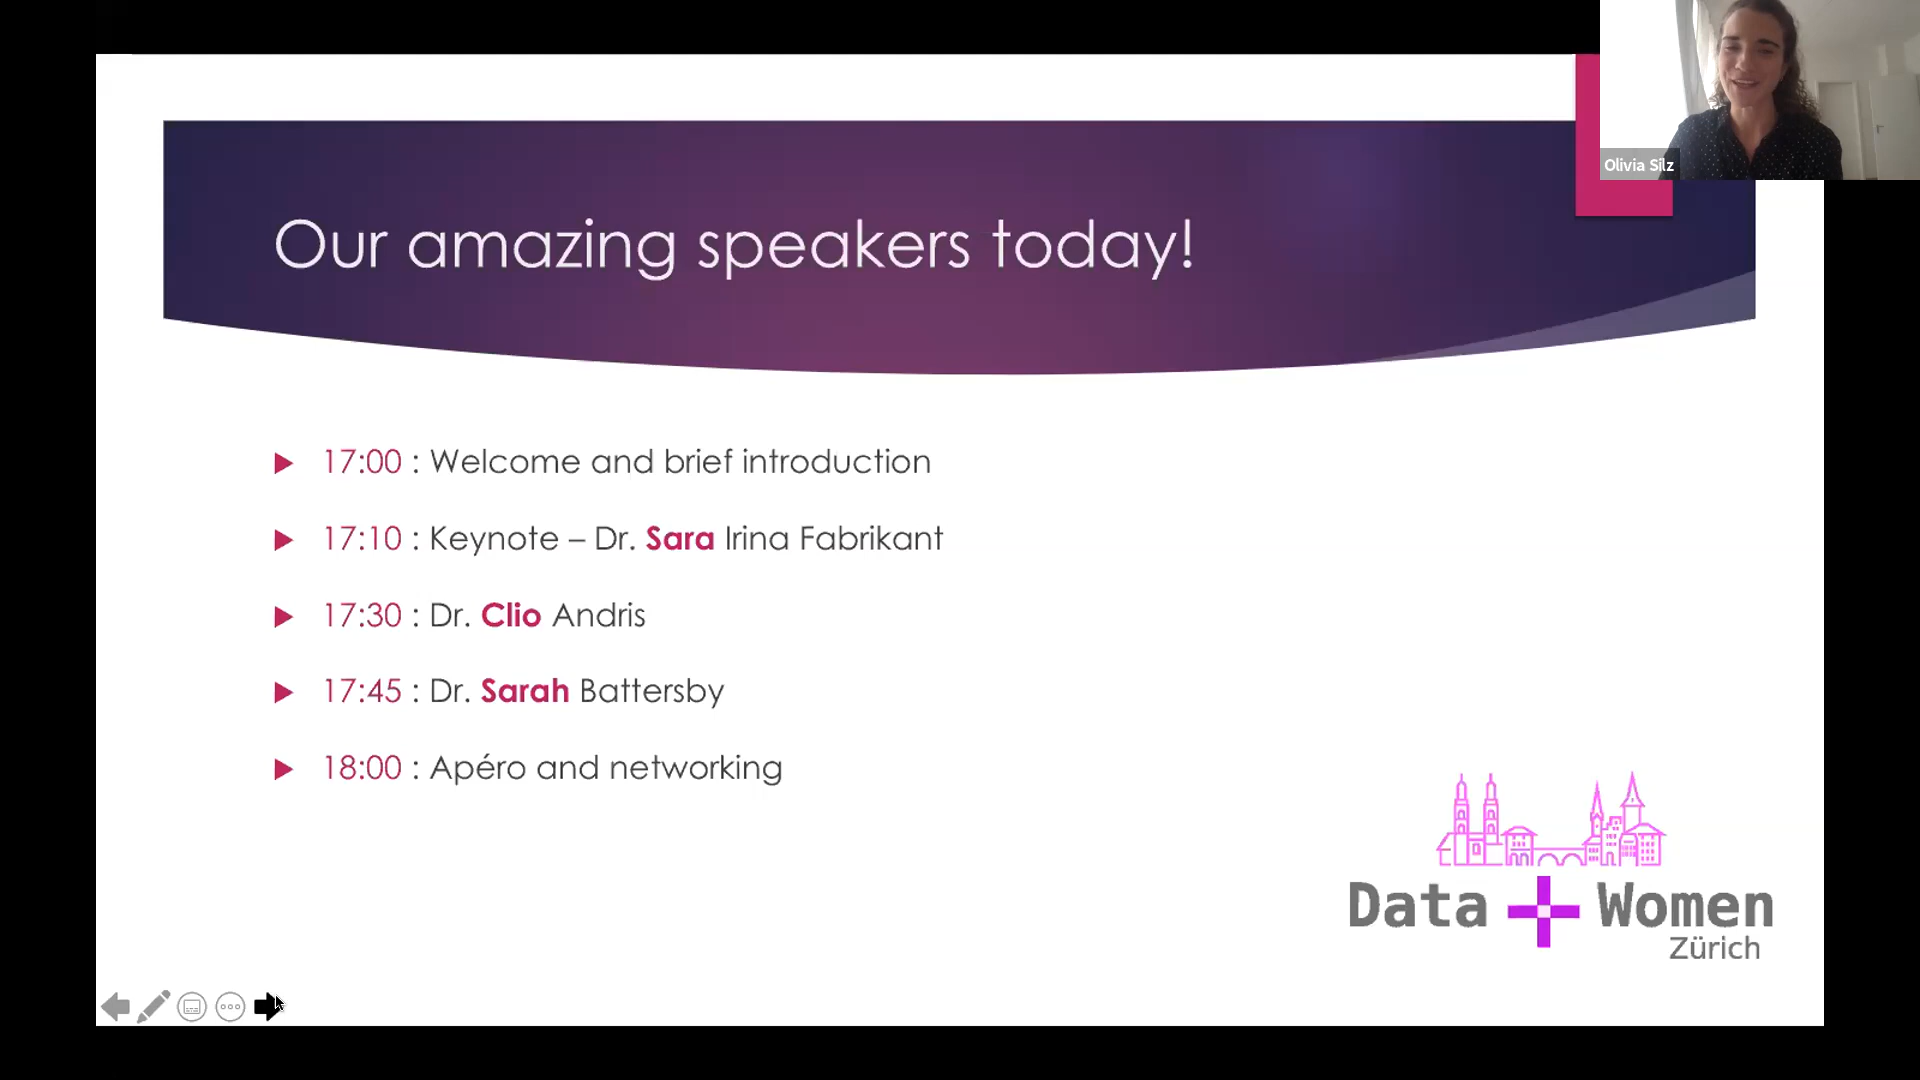 Olivia Silz
Our amazing speakers today!
17:00 : Welcome and brief introduction
17:10 : Keynote – Dr. Sara Irina Fabrikant
17:30 : Dr. Clio Andris
17:45 : Dr. Sarah Battersby
18:00 : Apéro and networking
Data + Women
Zürich